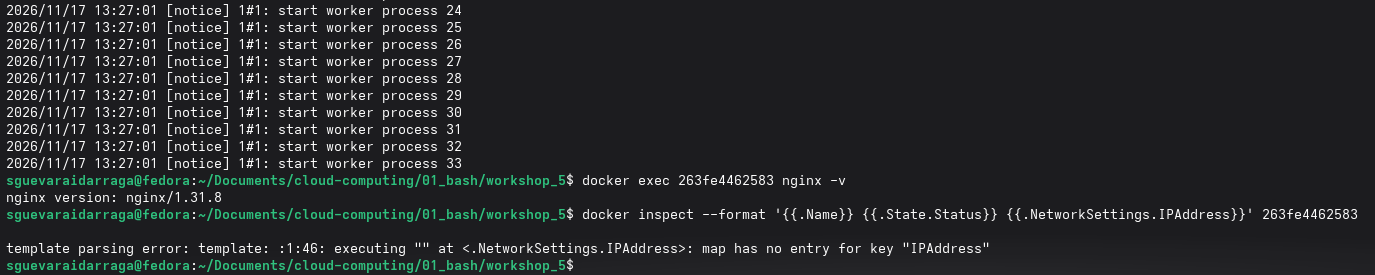 2026/11/17 13:27:01 [notice] 1#1: start worker process 24
2026/11/17 13:27:01 [notice] 1#1: start worker process 25
2026/11/17 13:27:01 [notice] 1#1: start worker process 26
2026/11/17 13:27:01 [notice] 1#1: start worker process 27
2026/11/17 13:27:01 [notice] 1#1: start worker process 28
2026/11/17 13:27:01 [notice] 1#1: start worker process 29
2026/11/17 13:27:01 [notice] 1#1: start worker process 30
2026/11/17 13:27:01 [notice] 1#1: start worker process 31
2026/11/17 13:27:01 [notice] 1#1: start worker process 32
2026/11/17 13:27:01 [notice] 1#1: start worker process 33
sguevaraidarraga@fedora:~/Documents/cloud-computing/01_bash/workshop_5$ docker exec 263fe4462583 nginx -v
nginx version: nginx/1.31.8
sguevaraidarraga@fedora:~/Documents/cloud-computing/01_bash/workshop_5$ docker inspect --format '{{.Name}} {{.State.Status}} {{.NetworkSettings.IPAddress}}' 263fe4462583
template parsing error: template: :1:46: executing "" at <.NetworkSettings.IPAddress>: map has no entry for key "IPAddress"
sguevaraidarraga@fedora:~/Documents/cloud-computing/01_bash/workshop_5$